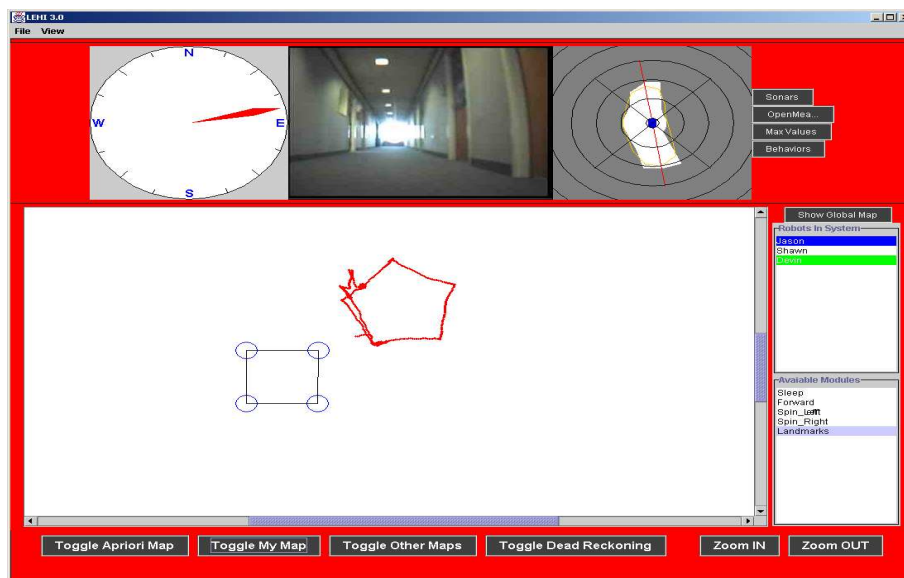 LEHI 3.0
File View
N
W E
S
Sonars
OpenMea...
Max Values
Behaviors
Show Global Map
Robots In System
Jason
Shawn
Devin
Avaiable Modules
Sleep
Forward
Spin_Left
Spin_Right
Landmarks
Toggle Apriori Map Toggle My Map Toggle Other Maps Toggle Dead Reckoning Zoom IN Zoom OUT